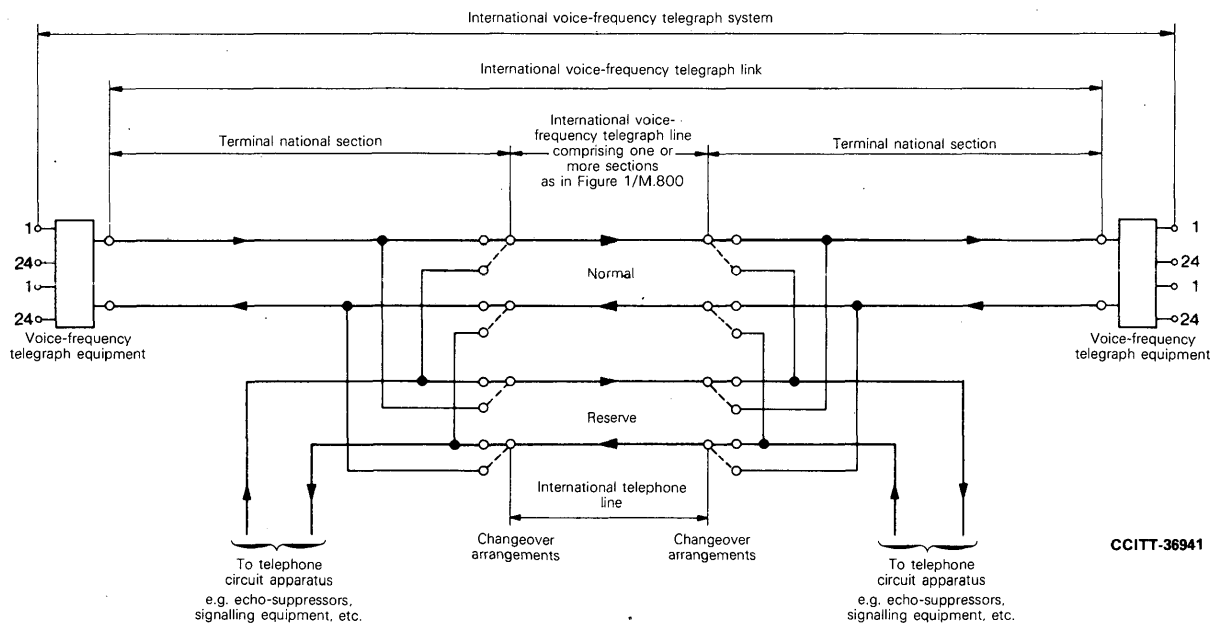 International voice-frequency telegraph system
International voice-frequency telegraph link
Terminal national section
International voice-
frequency telegraph line
comprising one or
more sections
as in Figure 1/M.800
Terminal national section
1
24
1
24
Voice-frequency
telegraph equipment
1
24
1
24
Voice-frequency
telegraph equipment
Normal
Reserve
International telephone
line
Changeover
arrangements
Changeover
arrangements
To telephone
circuit apparatus
e.g. echo-suppressors,
signalling equipment, etc.
To telephone
circuit apparatus
e.g. echo-suppressors,
signalling equipment, etc.
CCITT-36941